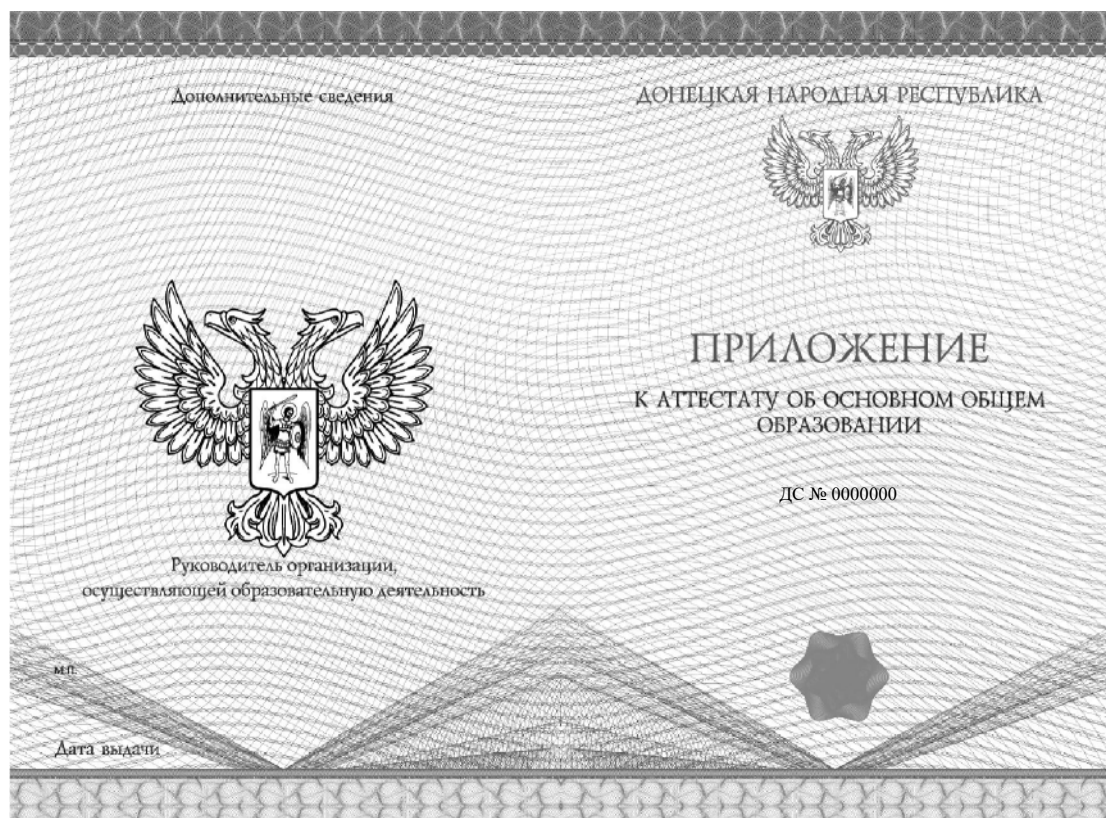 Дополнительные сведения
Руководитель организации,
осуществляющей образовательную деятельность
м.п.
Дата выдачи
ДОНЕЦКАЯ НАРОДНАЯ РЕСПУБЛИКА
ПРИЛОЖЕНИЕ
К АТТЕСТАТУ ОБ ОСНОВНОМ ОБЩЕМ
ОБРАЗОВАНИИ
ДС № 0000000